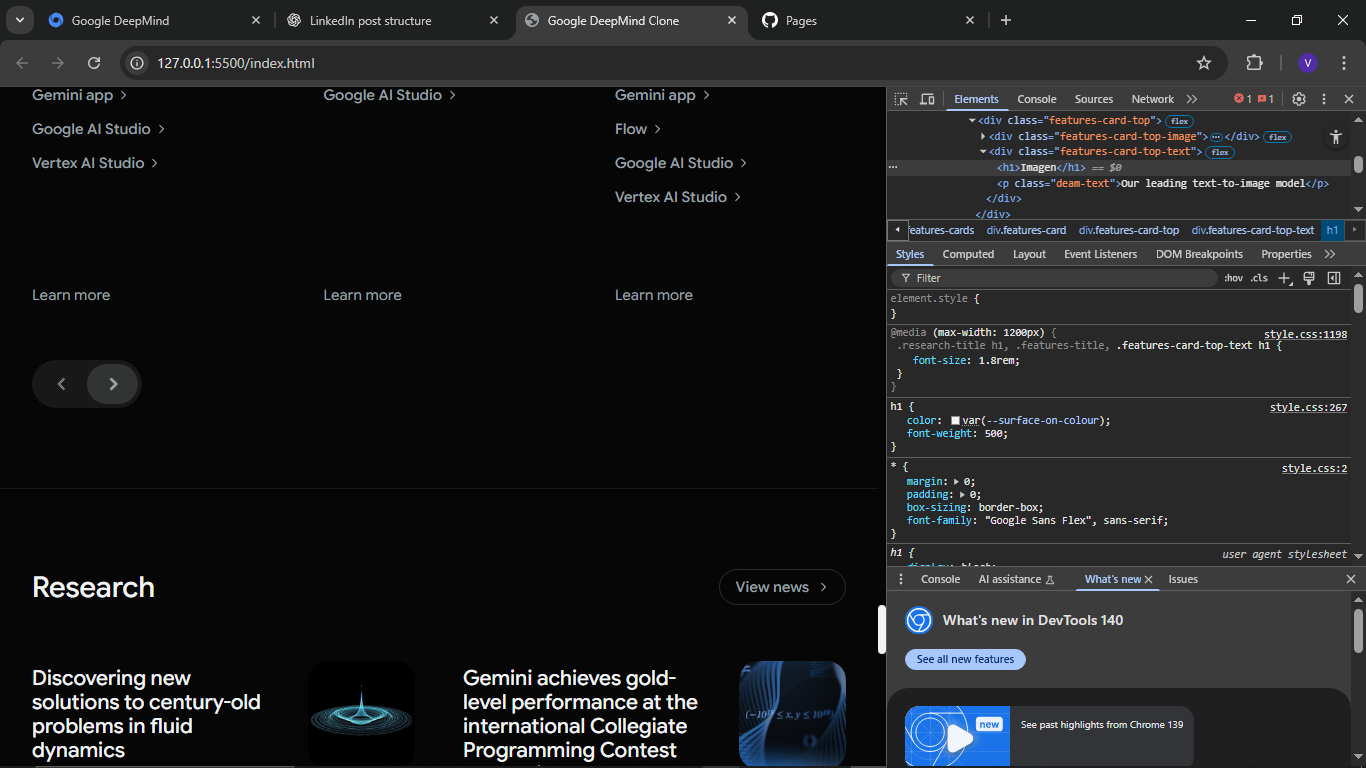 Google DeepMind
LinkedIn post structure
Google DeepMind Clone
Pages
127.0.0.1:5500/index.html
V
Gemini app
Google AI Studio
Gemini app
Google AI Studio
Flow
Vertex AI Studio
Google AI Studio
Vertex AI Studio
Learn more
Learn more
Learn more
Research
View news
Discovering new
solutions to century-old
problems in fluid
dynamics
Gemini achieves gold-
level performance at the
international Collegiate
Programming Contest
Elements Console Sources Network 1 1
<div class="features-card-top"> flex
<div class="features-card-top-image"> </div> flex
<div class="features-card-top-text"> flex
<h1>Imagen</h1> == $0
<p class="deam-text">Our leading text-to-image model</p>
</div>
</div>
eatures-cards div.features-card div.features-card-top div.features-card-top-text h1
Styles Computed Layout Event Listeners DOM Breakpoints Properties
Filter :hov .cls
element.style {
}
@media (max-width: 1200px) { style.css:1198
.research-title h1, .features-title, .features-card-top-text h1 {
font-size: 1.8rem;
}
}
h1 { style.css:267
color: var(--surface-on-colour);
font-weight: 500;
}
* { style.css:2
margin: 0;
padding: 0;
box-sizing: border-box;
font-family: "Google Sans Flex", sans-serif;
}
h1 { user agent stylesheet
Console AI assistance What's new Issues
What's new in DevTools 140
See all new features
new
See past highlights from Chrome 139